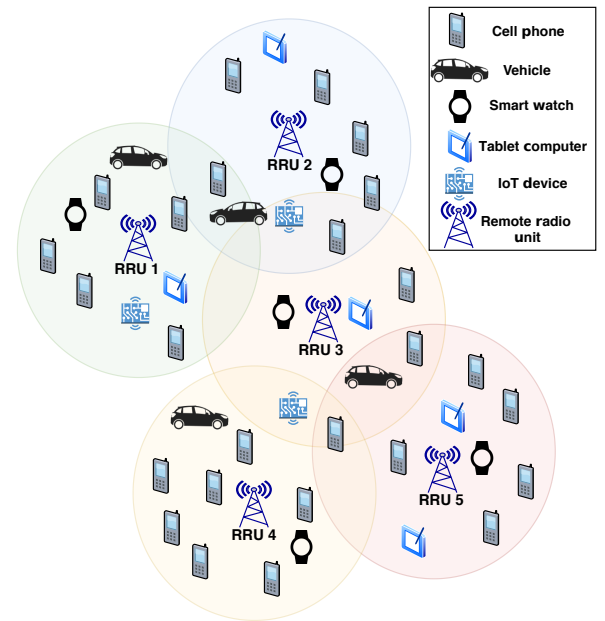 Cell phone
Vehicle
Smart watch
Tablet computer
IoT device
Remote radio
unit
RRU 2
RRU 1
RRU 3
RRU 5
RRU 4